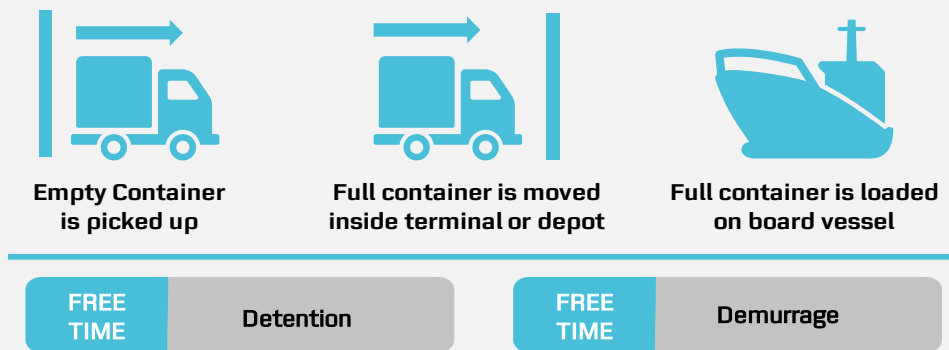 Empty Container
is picked up
Full container is moved
inside terminal or depot
Full container is loaded
on board vessel
FREE
TIME
Detention
FREE
TIME
Demurrage